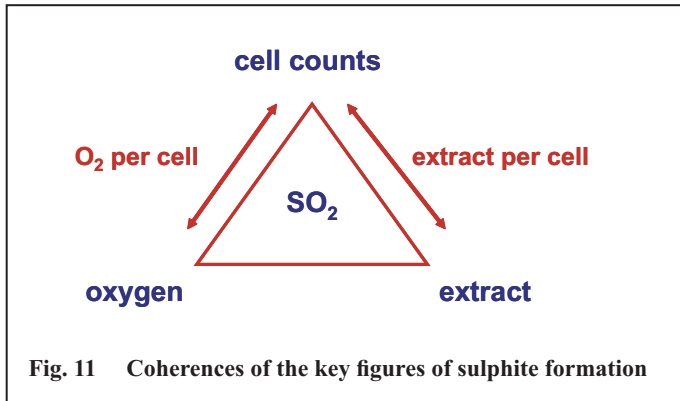 cell counts
O₂ per cell
extract per cell
SO₂
oxygen
extract
Fig. 11 Coherences of the key figures of sulphite formation